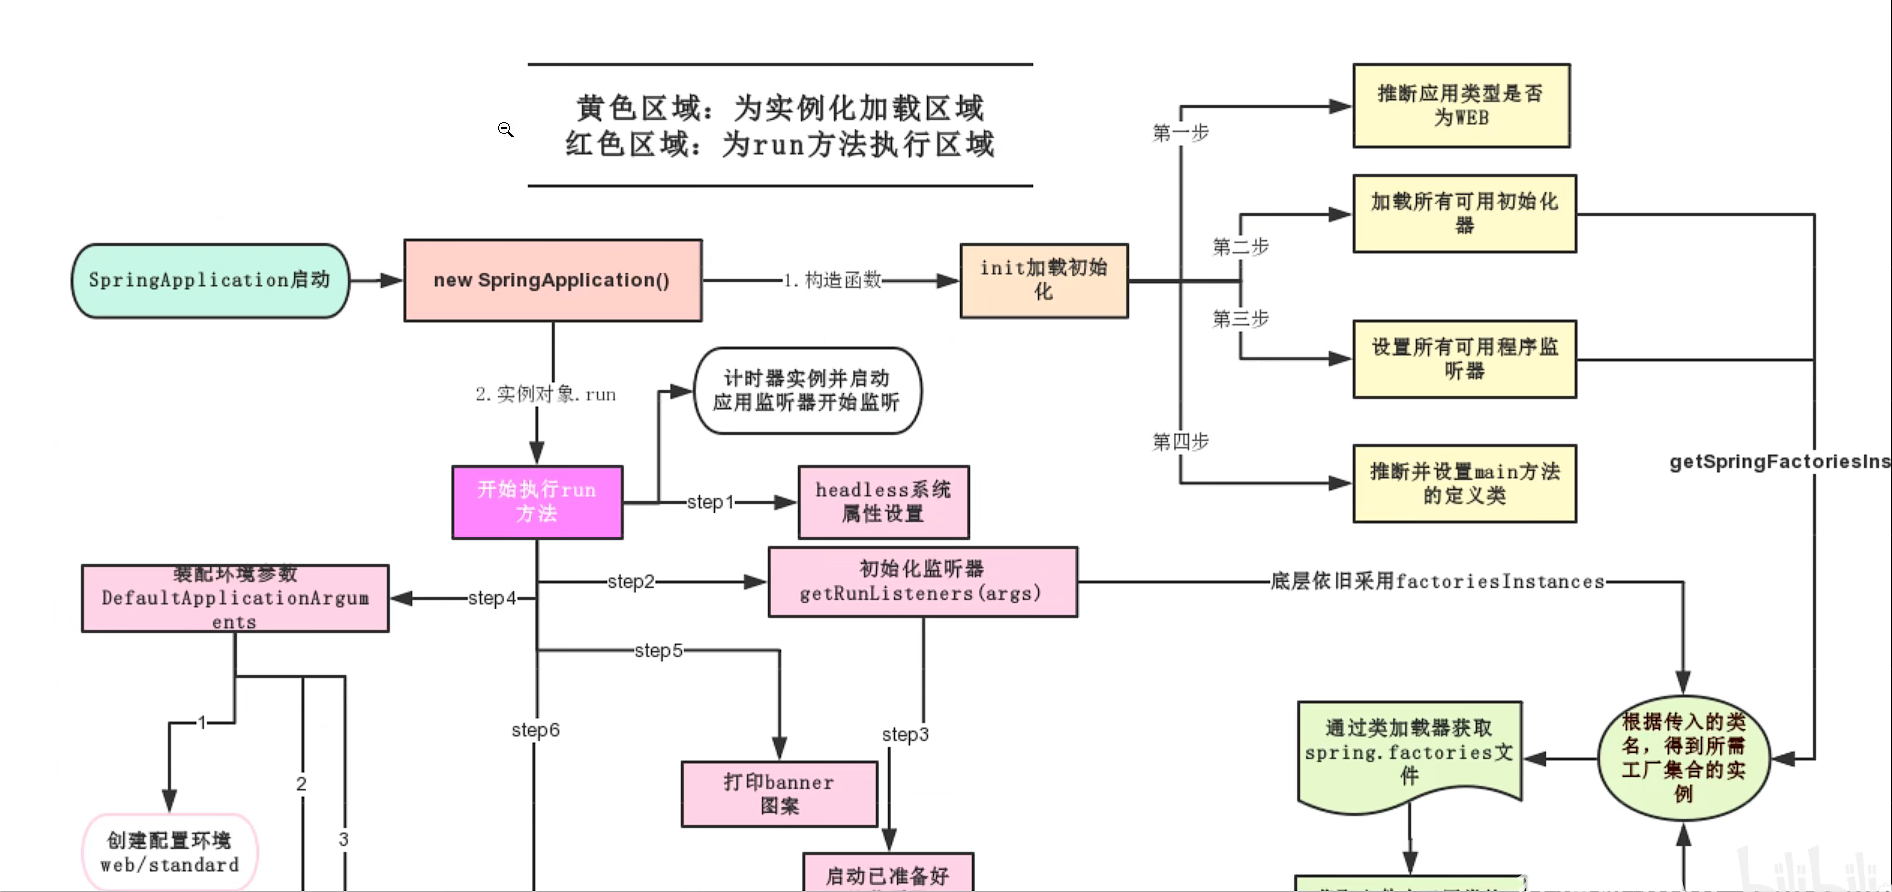 黄色区域：为实例化加载区域
红色区域：为run方法执行区域
推断应用类型是否
为WEB
第一步
加载所有可用初始化
器
第二步
SpringApplication启动
new SpringApplication()
1.构造函数
init加载初始
化
第三步
设置所有可用程序监
听器
计时器实例并启动
应用监听器开始监听
2.实例对象.run
第四步
推断并设置main方法
的定义类
getSpringFactoriesIns
开始执行run
方法
step1
headless系统
属性设置
装配环境参数
DefaultApplicationArgum
ents
step4
step2
初始化监听器
getRunListeners(args)
底层依旧采用factoriesInstances
step5
step6
step3
1
2
3
打印banner
图案
通过类加载器获取
spring.factories文
件
根据传入的类
名，得到所需
工厂集合的实
例
创建配置环境
web/standard
启动已准备好
bilibili